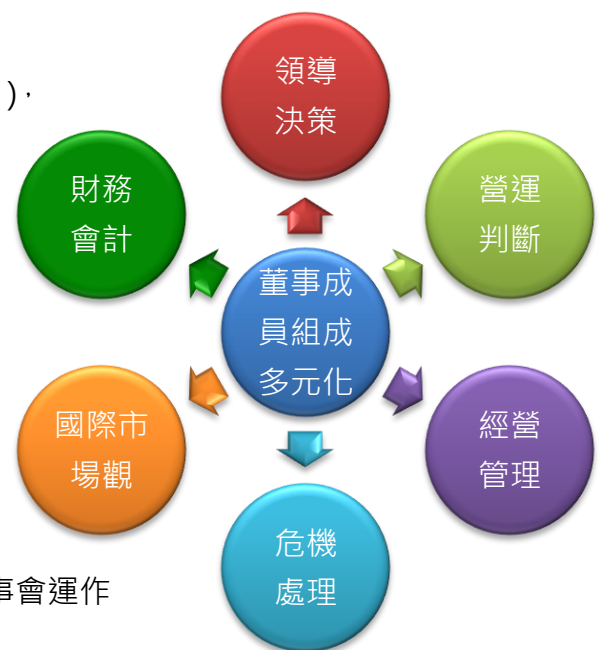 領導
決策
)，
財務
會計
營運
判斷
董事成
員組成
多元化
國際市
場觀
經營
管理
危機
處理
事會運作